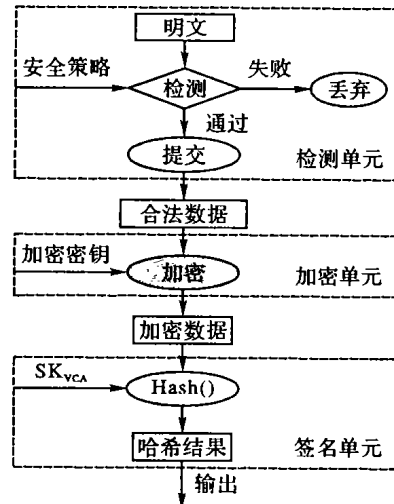 明文
安全策略
检测
失败
丢弃
通过
提交
检测单元
合法数据
加密密钥
加密
加密单元
加密数据
SK_VCA
Hash()
哈希结果
签名单元
输出